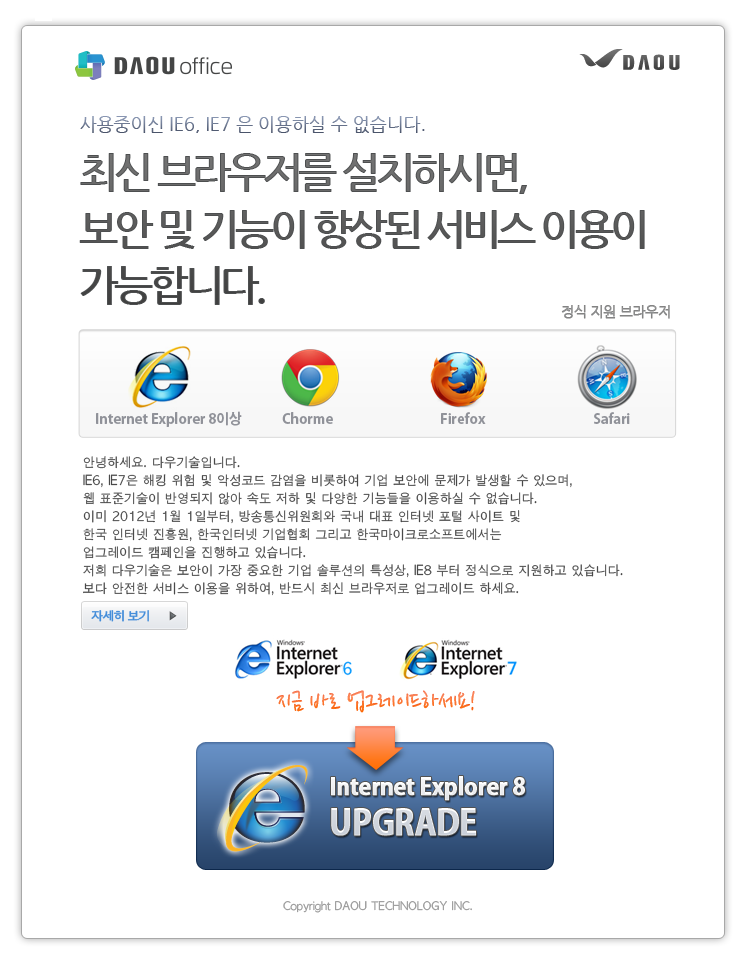 DAOU office
DAOU
사용중이신 IE6, IE7 은 이용하실 수 없습니다.
최신 브라우저를 설치하시면,
보안 및 기능이 향상된 서비스 이용이
가능합니다.
정식 지원 브라우저
Internet Explorer 8이상
Chorme
Firefox
Safari
안녕하세요. 다우기술입니다.
IE6, IE7은 해킹 위험 및 악성코드 감염을 비롯하여 기업 보안에 문제가 발생할 수 있으며,
웹 표준기술이 반영되지 않아 속도 저하 및 다양한 기능들을 이용하실 수 없습니다.
이미 2012년 1월 1일부터, 방송통신위원회와 국내 대표 인터넷 포털 사이트 및
한국 인터넷 진흥원, 한국인터넷 기업협회 그리고 한국마이크로소프트에서는
업그레이드 캠페인을 진행하고 있습니다.
저희 다우기술은 보안이 가장 중요한 기업 솔루션의 특성상, IE8 부터 정식으로 지원하고 있습니다.
보다 안전한 서비스 이용을 위하여, 반드시 최신 브라우저로 업그레이드 하세요.
자세히 보기
Windows
Internet
Explorer 6
Windows
Internet
Explorer 7
지금 바로 업그레이트하세요!
Internet Explorer 8
UPGRADE
Copyright DAOU TECHNOLOGY INC.